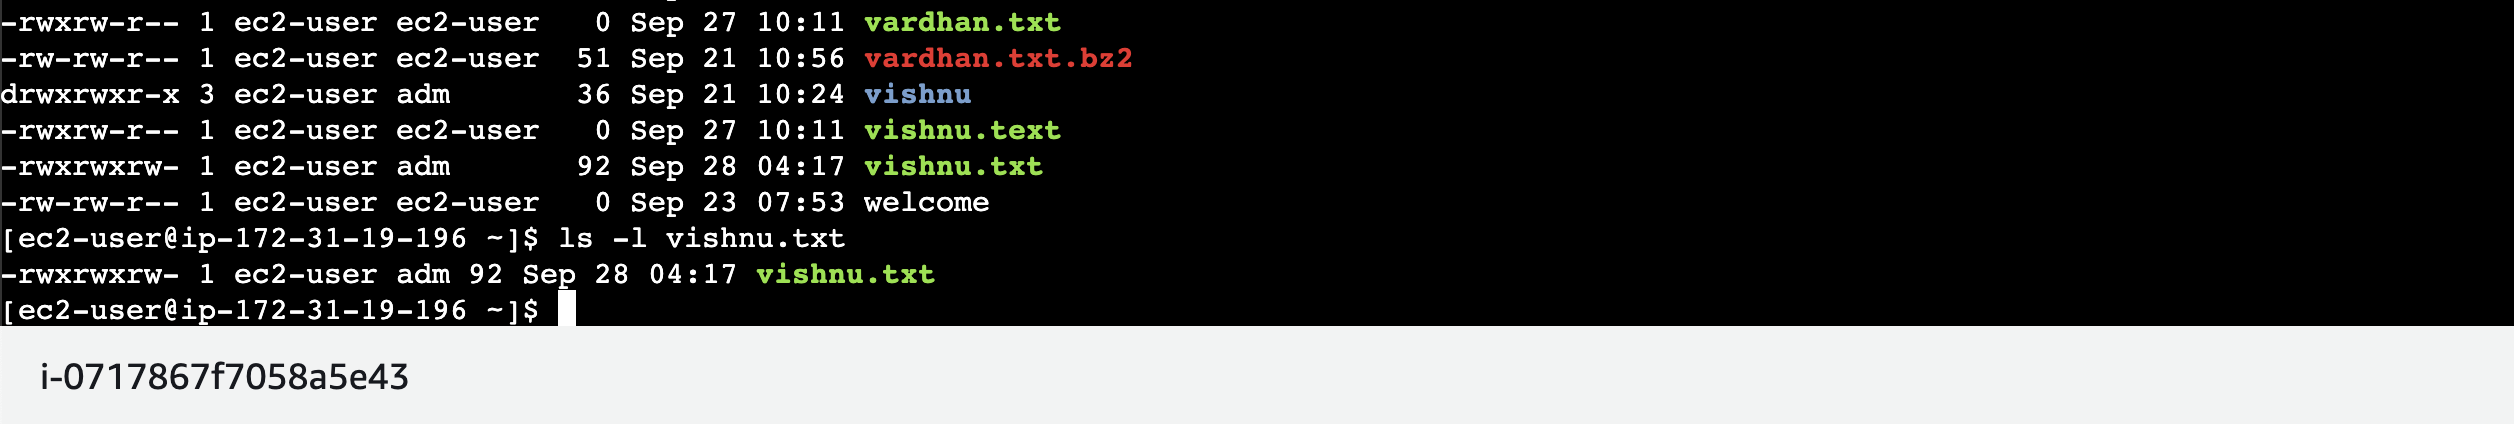 -rwxrw-r-- 1 ec2-user ec2-user   0 Sep 27 10:11 vardhan.txt
-rw-rw-r-- 1 ec2-user ec2-user  51 Sep 21 10:56 vardhan.txt.bz2
drwxrwxr-x 3 ec2-user adm       36 Sep 21 10:24 vishnu
-rwxrw-r-- 1 ec2-user ec2-user   0 Sep 27 10:11 vishnu.text
-rwxrwxrw- 1 ec2-user adm       92 Sep 28 04:17 vishnu.txt
-rw-rw-r-- 1 ec2-user ec2-user   0 Sep 23 07:53 welcome
[ec2-user@ip-172-31-19-196 ~]$ ls -l vishnu.txt
-rwxrwxrw- 1 ec2-user adm 92 Sep 28 04:17 vishnu.txt
[ec2-user@ip-172-31-19-196 ~]$
i-0717867f7058a5e43